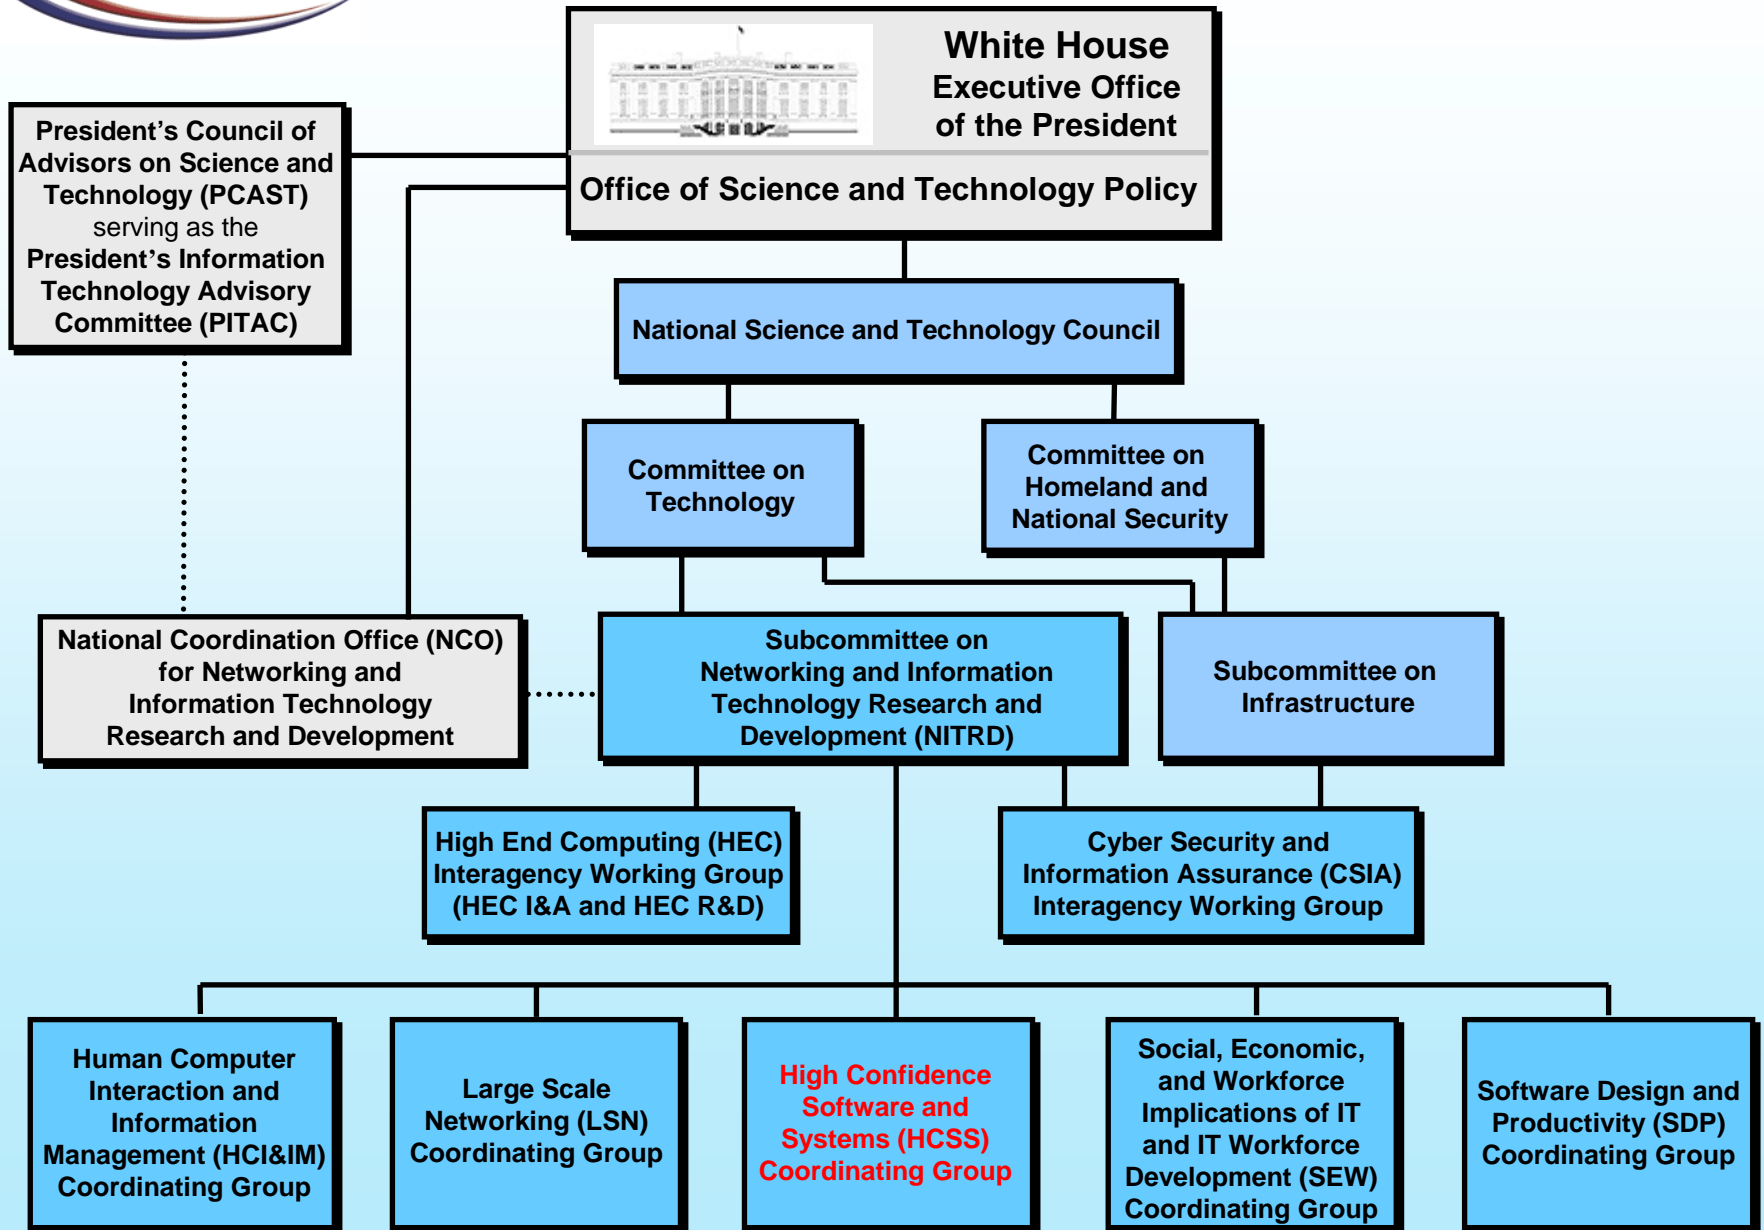 White House
Executive Office
of the President
Office of Science and Technology Policy
President's Council of
Advisors on Science and
Technology (PCAST)
serving as the
President's Information
Technology Advisory
Committee (PITAC)
National Science and Technology Council
Committee on
Technology
Committee on
Homeland and
National Security
National Coordination Office (NCO)
for Networking and
Information Technology
Research and Development
Subcommittee on
Networking and Information
Technology Research and
Development (NITRD)
Subcommittee on
Infrastructure
High End Computing (HEC)
Interagency Working Group
(HEC I&A and HEC R&D)
Cyber Security and
Information Assurance (CSIA)
Interagency Working Group
Human Computer
Interaction and
Information
Management (HCI&IM)
Coordinating Group
Large Scale
Networking (LSN)
Coordinating Group
High Confidence
Software and
Systems (HCSS)
Coordinating Group
Social, Economic,
and Workforce
Implications of IT
and IT Workforce
Development (SEW)
Coordinating Group
Software Design and
Productivity (SDP)
Coordinating Group